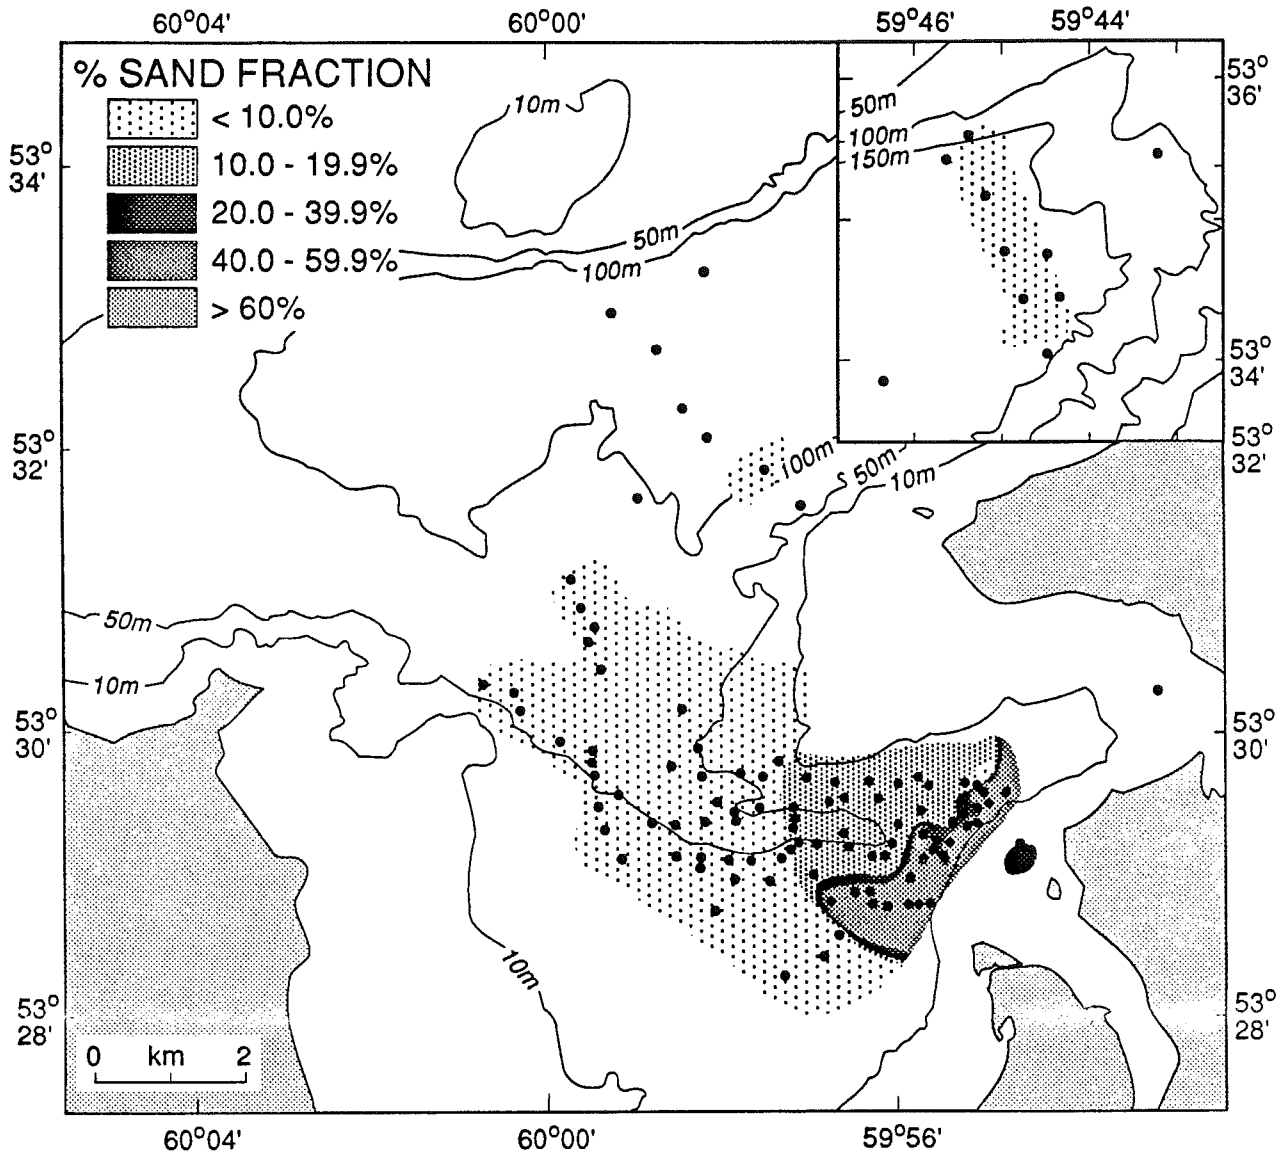 60°04' 60°00' 59°46' 59°44'
% SAND FRACTION
< 10.0%
10.0 - 19.9%
20.0 - 39.9%
40.0 - 59.9%
> 60%
10m
50m
100m
50m
100m
150m
53°
36'
53°
34'
53°
34'
53°
32'
53°
32'
100m
50m
10m
50m
10m
53°
30'
53°
30'
10m
53°
28'
53°
28'
0 km 2
60°04' 60°00' 59°56'